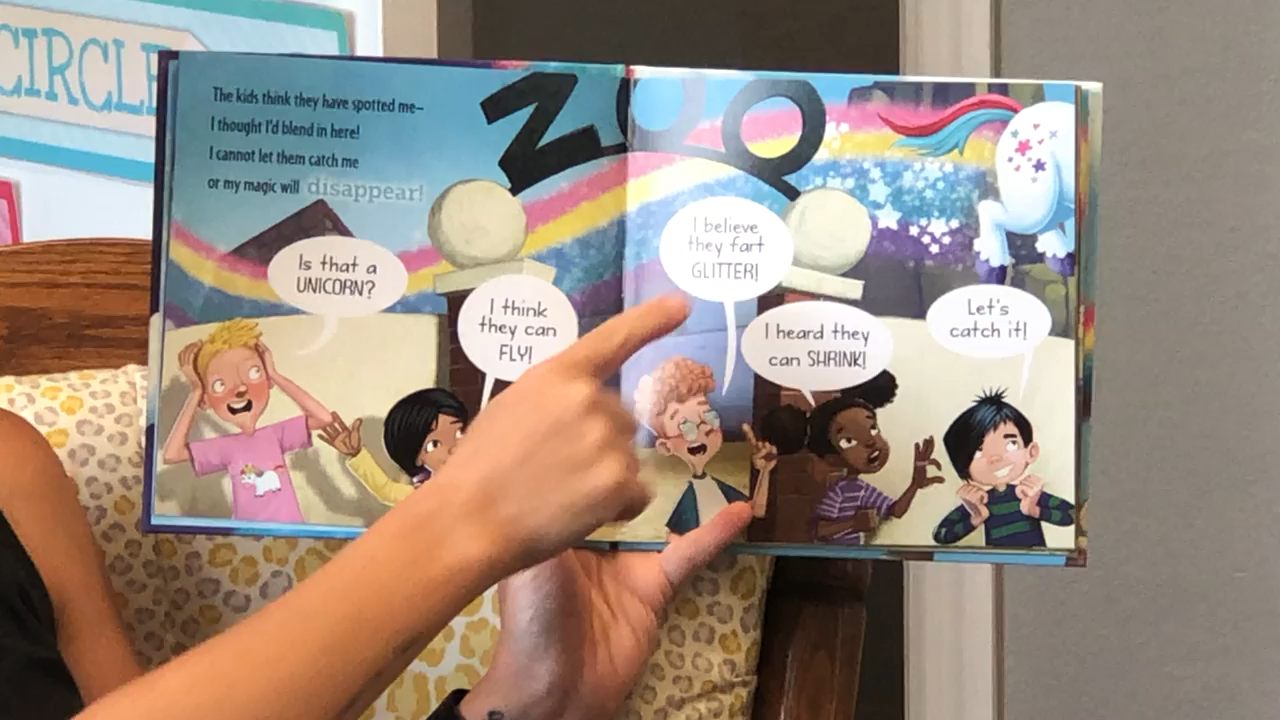 CIRCLE
The kids think they have spotted me–
I thought I'd blend in here!
I cannot let them catch me
or my magic will disappear!
ZOO
Is that a
UNICORN?
I think
they can
FLY!
I believe
they fart
GLITTER!
I heard they
can SHRINK!
Let's
catch it!